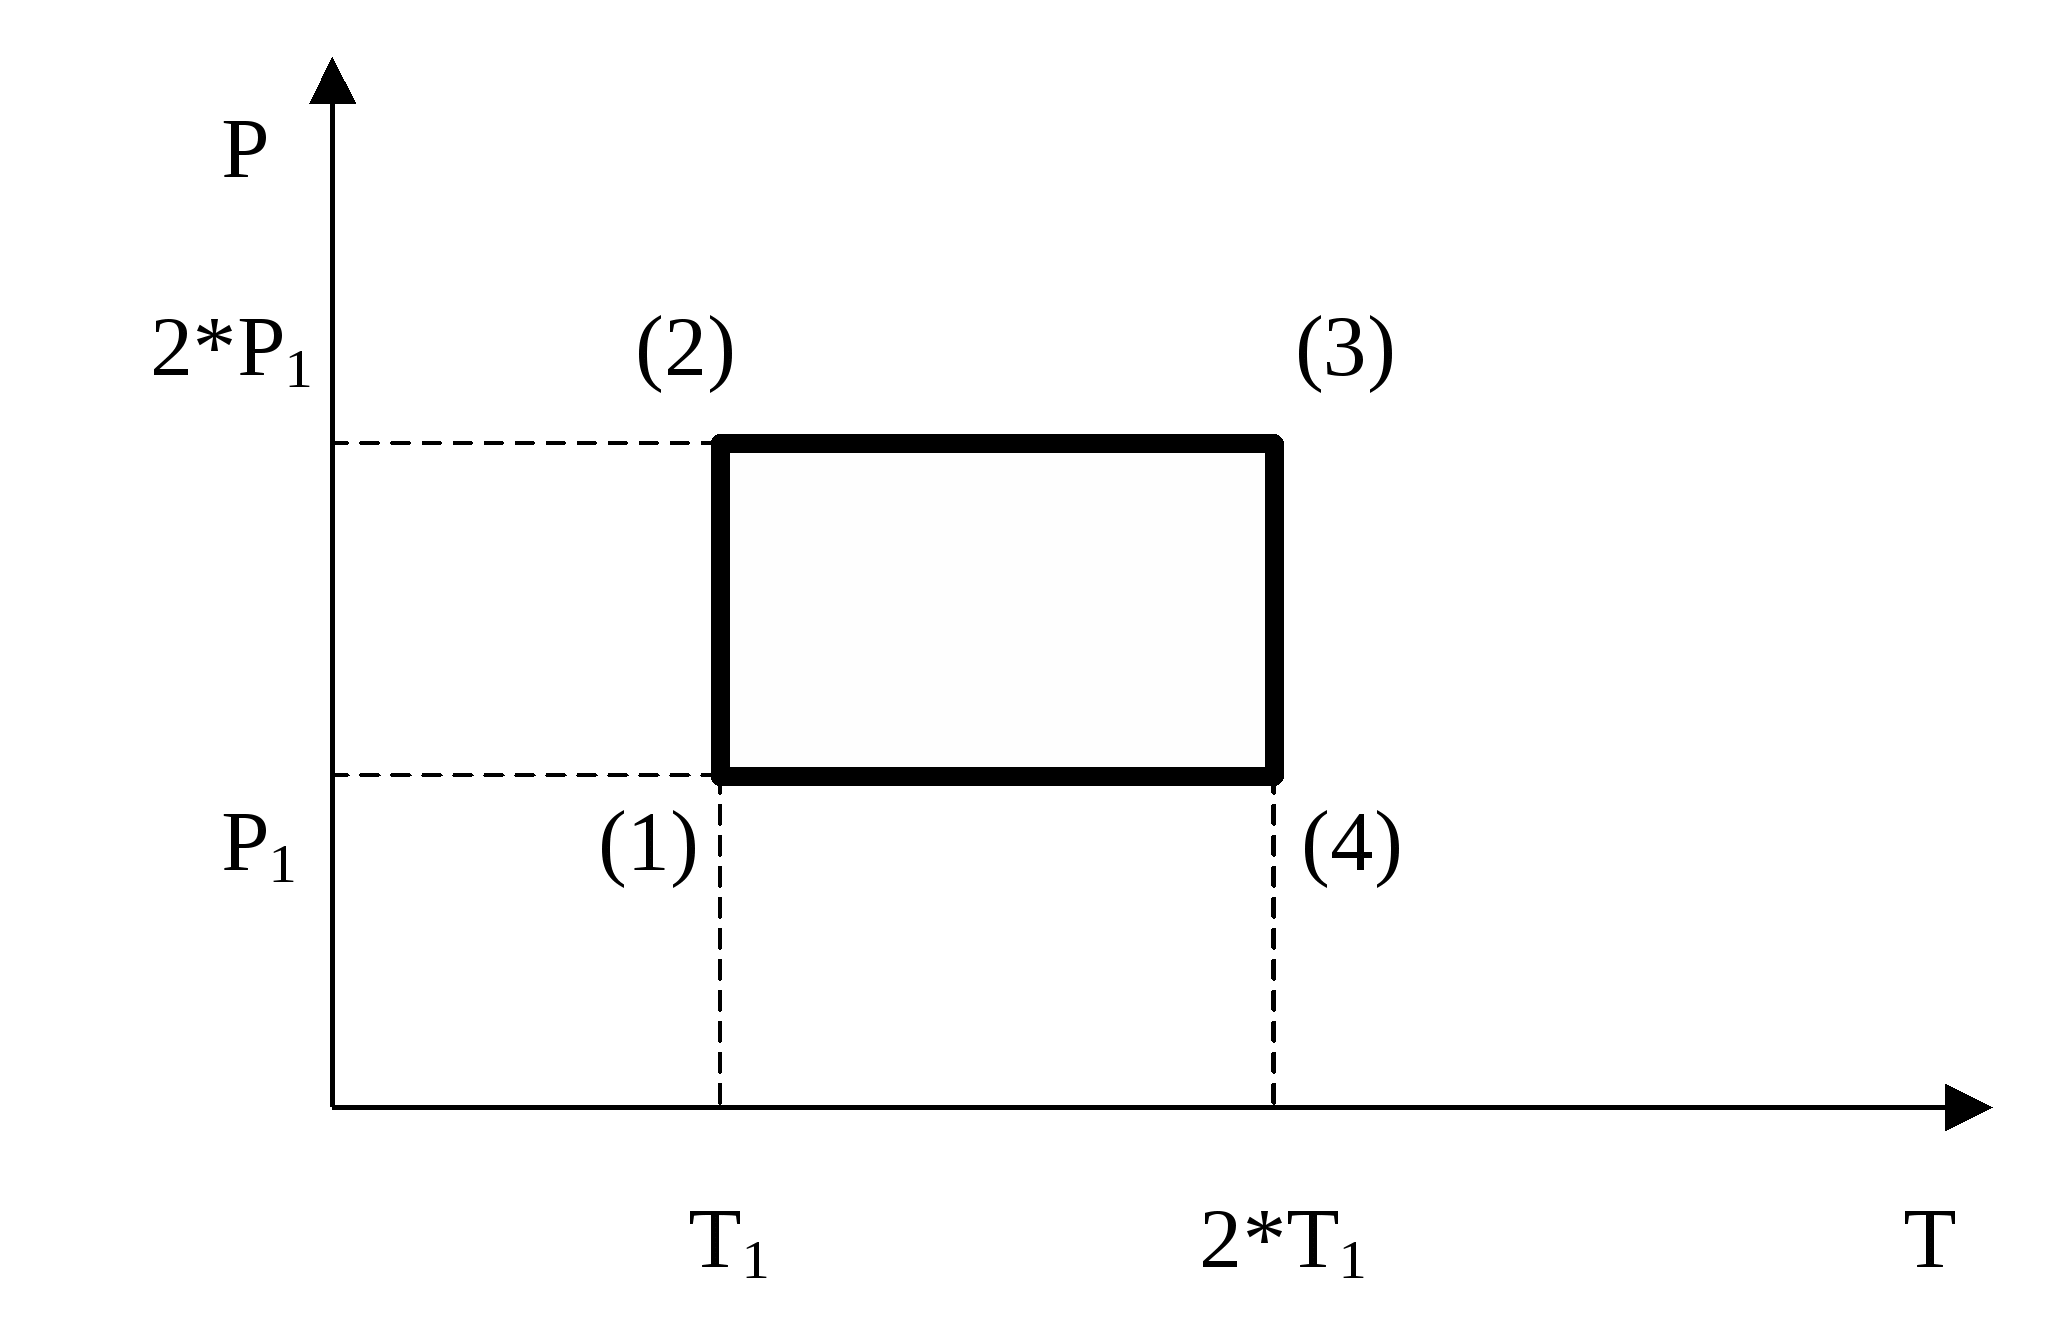 P
2*P₁ (2) (3)
P₁ (1) (4)
T₁ 2*T₁ T